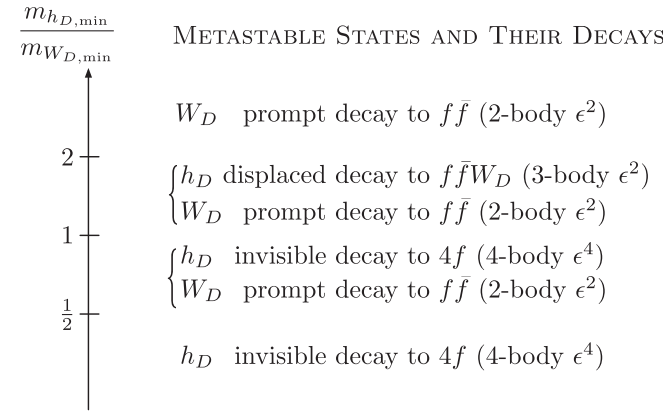 m_{h_{D,min}}
m_{W_{D,min}}
METASTABLE STATES AND THEIR DECAYS
W_D prompt decay to f f̄ (2-body ϵ²)
2
h_D displaced decay to f f̄ W_D (3-body ϵ²)
W_D prompt decay to f f̄ (2-body ϵ²)
1
h_D invisible decay to 4f (4-body ϵ⁴)
W_D prompt decay to f f̄ (2-body ϵ²)
1/2
h_D invisible decay to 4f (4-body ϵ⁴)